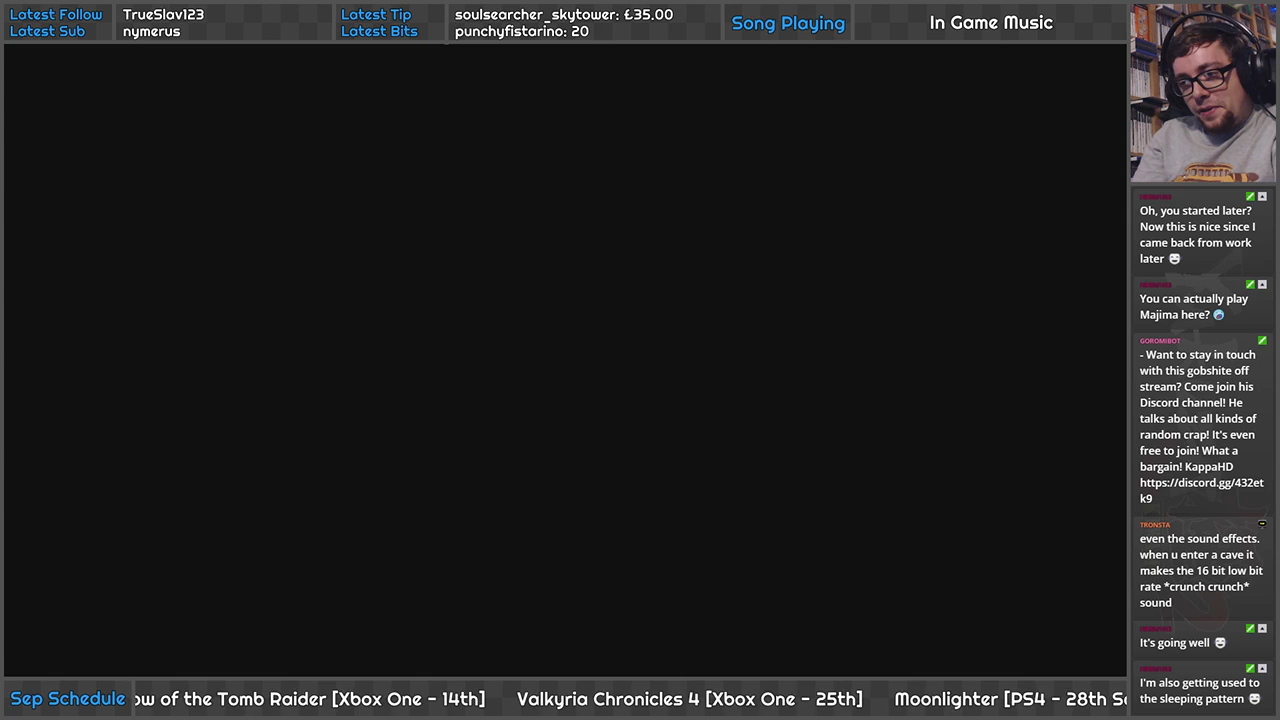 Latest Follow
Latest Sub
TrueSlav123
nymerus
Latest Tip
Latest Bits
soulsearcher_skytower: £35.00
punchyfistarino: 20
Song Playing
In Game Music
Oh, you started later?
Now this is nice since I
came back from work
later
You can actually play
Majima here?
GOROMIBOT
- Want to stay in touch
with this gobshite off
stream? Come join his
Discord channel! He
talks about all kinds of
random crap! It's even
free to join! What a
bargain! KappaHD
https://discord.gg/432et
k9
TRONSTA
even the sound effects.
when u enter a cave it
makes the 16 bit low bit
rate *crunch crunch*
sound
It's going well
I'm also getting used to
the sleeping pattern
Sep Schedule
ow of the Tomb Raider [Xbox One - 14th]
Valkyria Chronicles 4 [Xbox One - 25th]
Moonlighter [PS4 - 28th Se